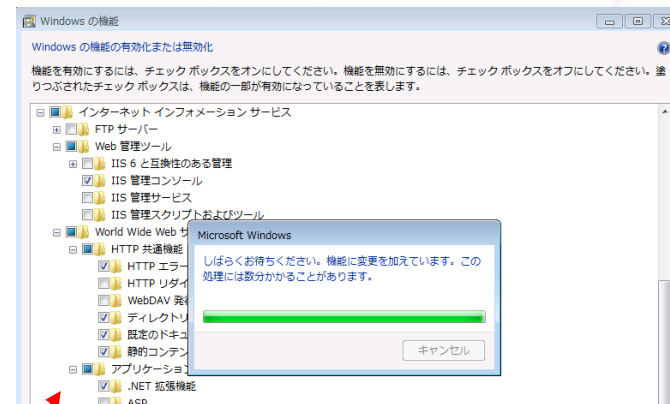 Windows の機能
Windows の機能の有効化または無効化
機能を有効にするには、チェック ボックスをオンにしてください。機能を無効にするには、チェック ボックスをオフにしてください。塗
りつぶされたチェック ボックスは、機能の一部が有効になっていることを表します。
インターネット インフォメーション サービス
FTP サーバー
Web 管理ツール
IIS 6 と互換性のある管理
IIS 管理コンソール
IIS 管理サービス
IIS 管理スクリプトおよびツール
World Wide Web サ
Microsoft Windows
HTTP 共通機能
しばらくお待ちください。機能に変更を加えています。この
処理には数分かかることがあります。
HTTP エラー
HTTP リダイ
WebDAV 発
ディレクトリ
既定のドキュ
静的コンテン
キャンセル
アプリケーション
.NET 拡張機能
ASP